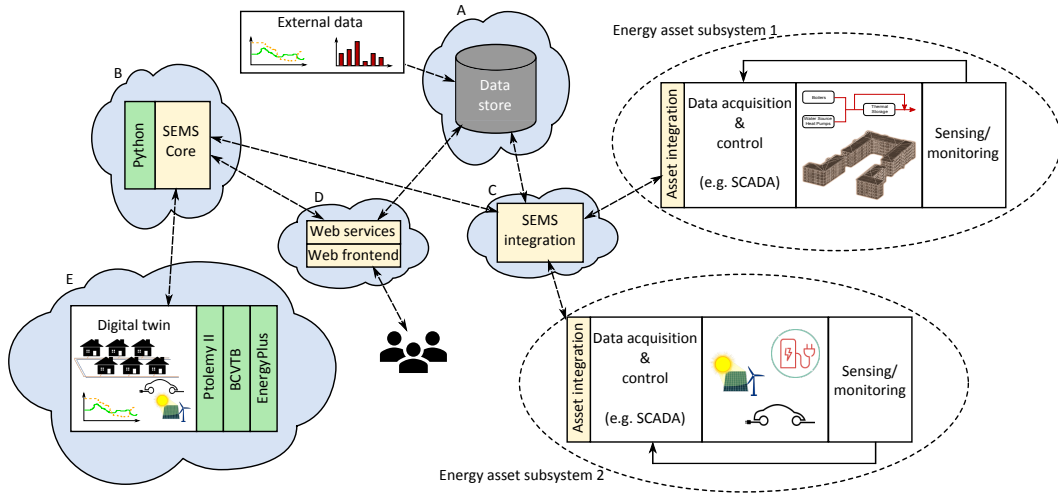 External data
A
Data
store
B
Python
SEMS
Core
C
SEMS
integration
D
Web services
Web frontend
E
Digital twin
Ptolemy II
BCVTB
EnergyPlus
Energy asset subsystem 1
Asset integration
Data acquisition
&
control
(e.g. SCADA)
Boilers
Water Source
Heat Pumps
Thermal
Storage
Sensing/
monitoring
Asset integration
Data acquisition
&
control
(e.g. SCADA)
Sensing/
monitoring
Energy asset subsystem 2